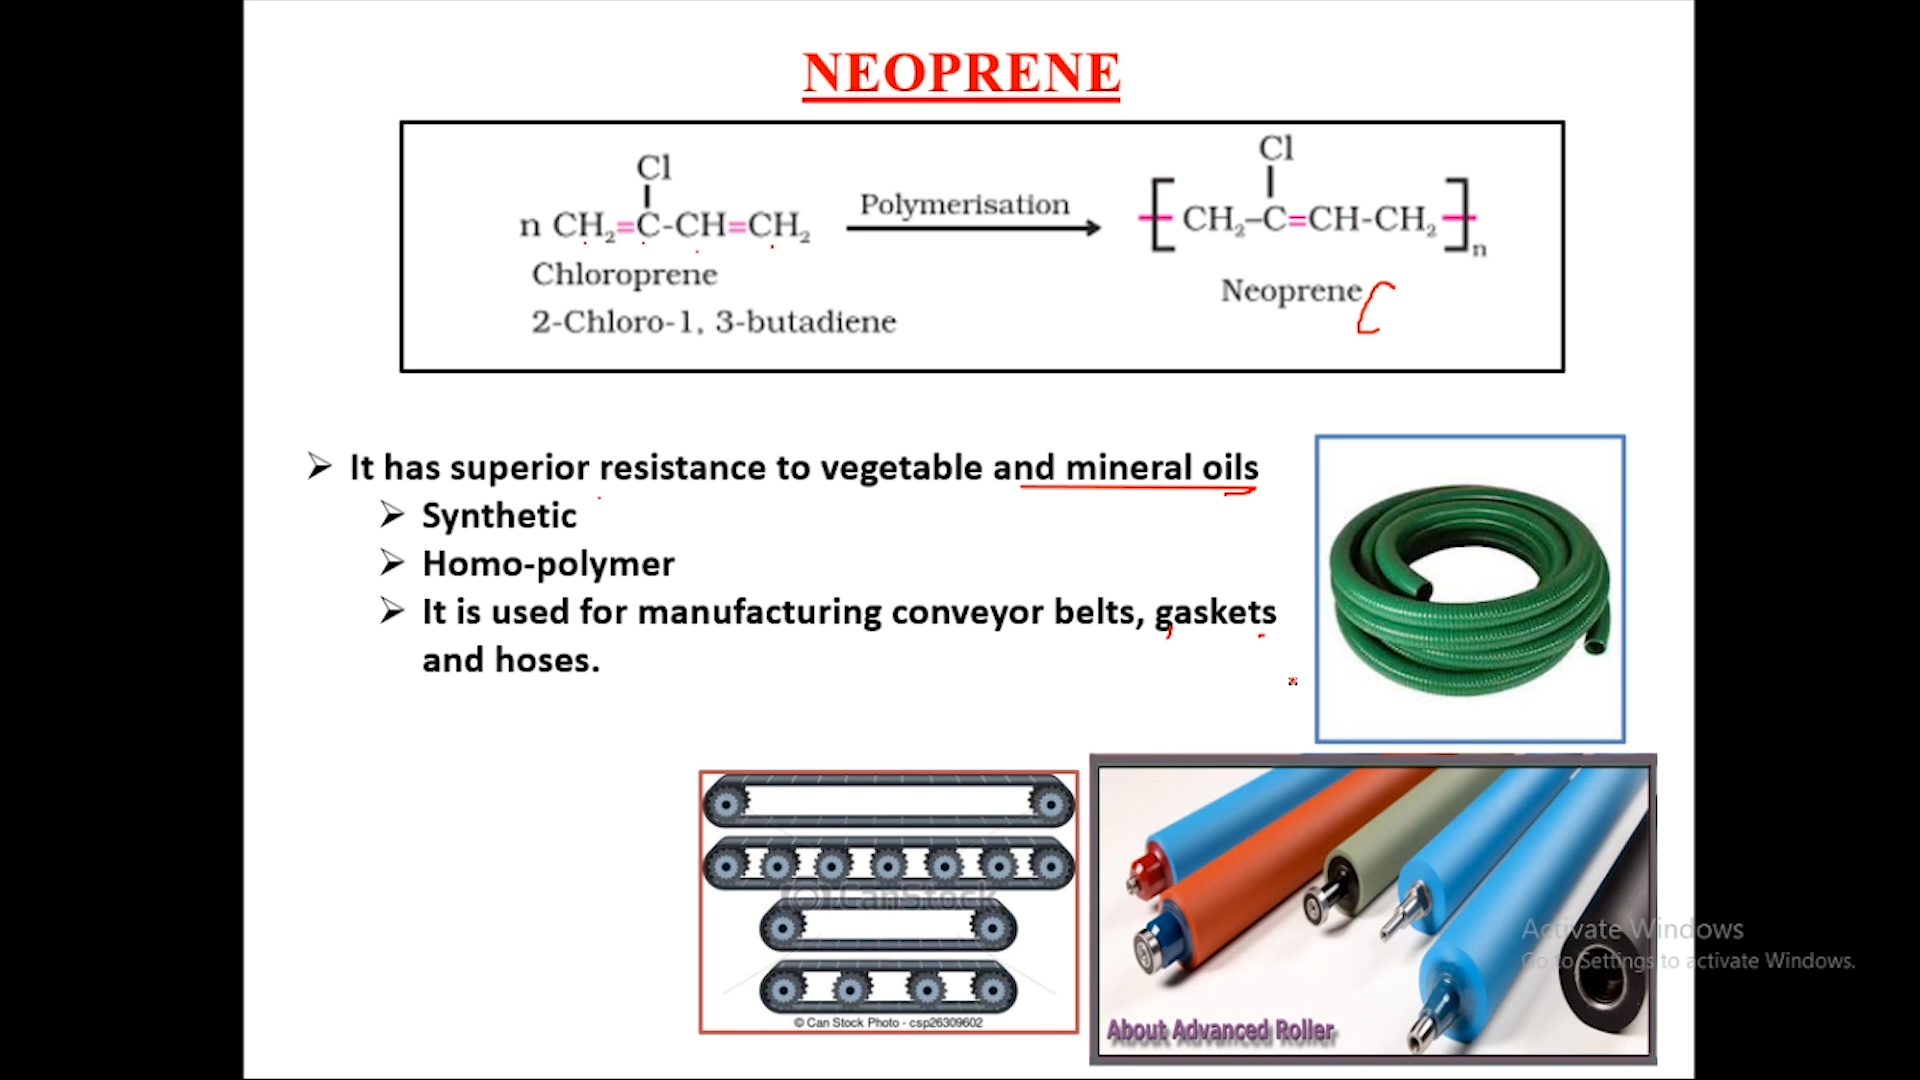 NEOPRENE
Cl
n CH₂=C-CH=CH₂
Chloroprene
2-Chloro-1, 3-butadiene
Polymerisation
Cl
[CH₂–C=CH-CH₂]n
Neoprene
➢ It has superior resistance to vegetable and mineral oils
➢ Synthetic
➢ Homo-polymer
➢ It is used for manufacturing conveyor belts, gaskets
and hoses.
(c) CanStock
© Can Stock Photo - csp26309602
About Advanced Roller
Activate Windows
Go to Settings to activate Windows.